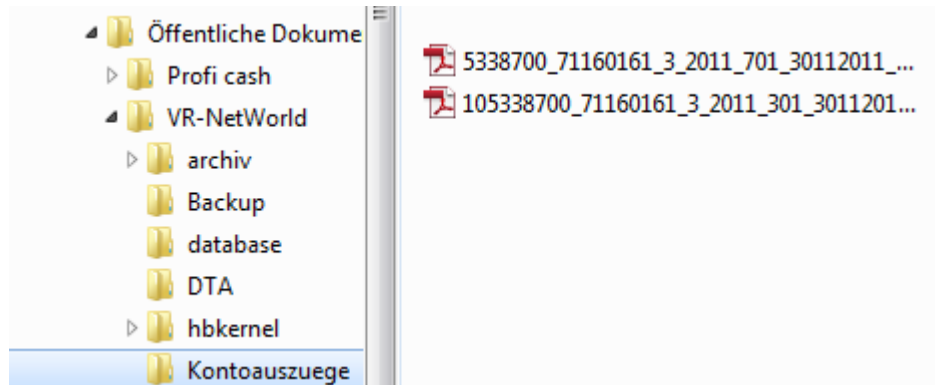 Öffentliche Dokume
Profi cash
VR-NetWorld
archiv
Backup
database
DTA
hbkernel
Kontoauszuege
5338700_71160161_3_2011_701_30112011_...
105338700_71160161_3_2011_301_3011201...